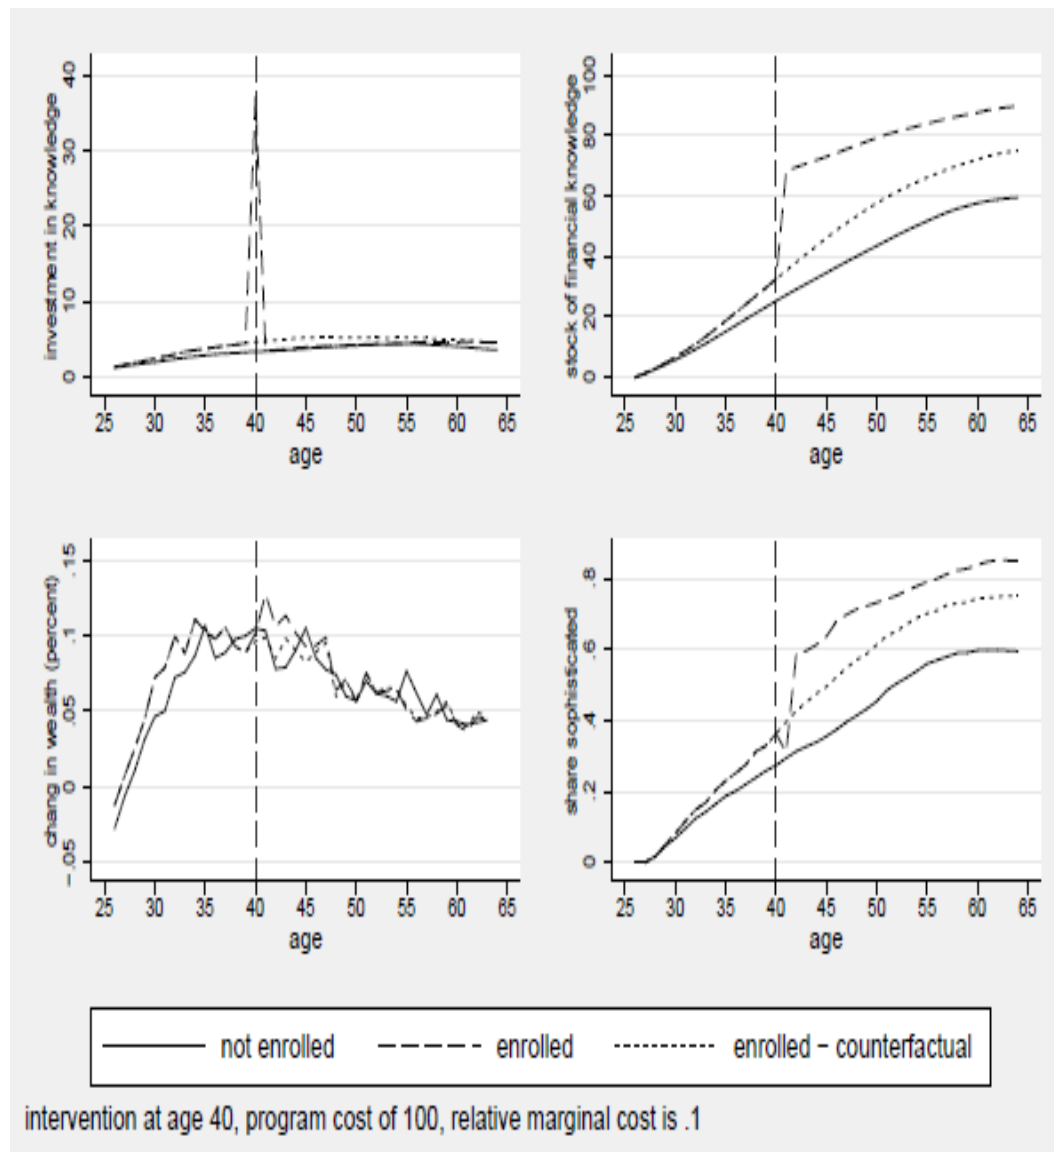 investment in knowledge
0 10 20 30 40
25 30 35 40 45 50 55 60 65
age
stock of financial knowledge
0 20 40 60 80 100
25 30 35 40 45 50 55 60 65
age
chang in wealth (percent)
-.05 0 .05 .1 .15
25 30 35 40 45 50 55 60 65
age
share sophisticated
0 .2 .4 .6 .8
25 30 35 40 45 50 55 60 65
age
not enrolled enrolled enrolled - counterfactual
intervention at age 40, program cost of 100, relative marginal cost is .1